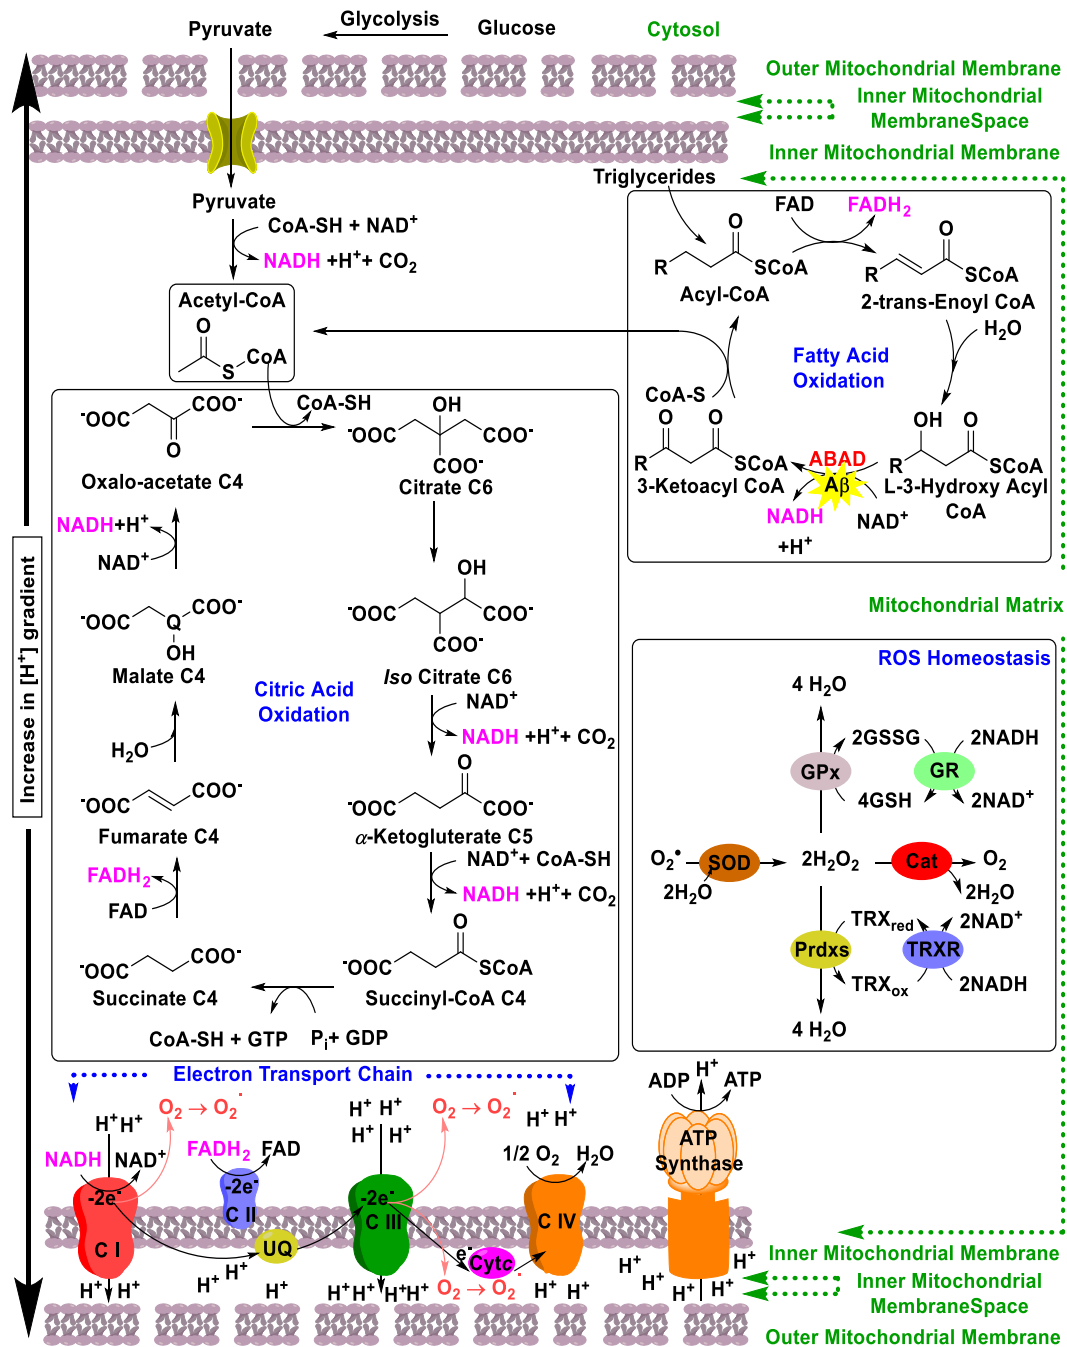 Pyruvate
Glycolysis
Glucose
Cytosol
Outer Mitochondrial Membrane
Inner Mitochondrial
MembraneSpace
Inner Mitochondrial Membrane
Pyruvate
CoA-SH + NAD⁺
NADH +H⁺+ CO₂
Acetyl-CoA
O
S
CoA
Triglycerides
FAD
FADH₂
O
R
SCoA
Acyl-CoA
O
R
SCoA
2-trans-Enoyl CoA
H₂O
Fatty Acid
Oxidation
CoA-S
O
O
R
SCoA
3-Ketoacyl CoA
ABAD
Aβ
NADH
+H⁺
NAD⁺
OH
O
R
SCoA
L-3-Hydroxy Acyl
CoA
⁻OOC
COO⁻
O
Oxalo-acetate C4
CoA-SH
OH
⁻OOC
COO⁻
COO⁻
Citrate C6
NADH+H⁺
NAD⁺
⁻OOC
COO⁻
Q
OH
Malate C4
OH
⁻OOC
COO⁻
COO⁻
Iso Citrate C6
Citric Acid
Oxidation
NAD⁺
NADH +H⁺+ CO₂
H₂O
⁻OOC
COO⁻
Fumarate C4
O
⁻OOC
COO⁻
α-Ketogluterate C5
NAD⁺+ CoA-SH
NADH +H⁺+ CO₂
FADH₂
FAD
⁻OOC
COO⁻
Succinate C4
O
⁻OOC
SCoA
Succinyl-CoA C4
CoA-SH + GTP
Pᵢ+ GDP
Increase in [H⁺] gradient
Mitochondrial Matrix
ROS Homeostasis
4 H₂O
2GSSG
2NADH
GPx
GR
4GSH
2NAD⁺
O₂•
SOD
2H₂O
2H₂O₂
Cat
O₂
2H₂O
TRXred
2NAD⁺
Prdxs
TRXR
TRXox
2NADH
4 H₂O
Electron Transport Chain
H⁺H⁺
O₂ → O₂•
NADH
NAD⁺
-2e⁻
C I
H⁺
H⁺
FADH₂
FAD
-2e⁻
C II
UQ
H⁺
H⁺
H⁺
H⁺ H⁺
H⁺ H⁺
-2e⁻
C III
H⁺H⁺ H⁺H⁺
O₂ → O₂•
O₂ → O₂•
e⁻
Cytc
H⁺ H⁺
1/2 O₂
H₂O
C IV
H⁺ H⁺
ADP
H⁺
ATP
ATP
Synthase
H⁺
H⁺
H⁺
H⁺
H⁺
Inner Mitochondrial Membrane
Inner Mitochondrial
MembraneSpace
Outer Mitochondrial Membrane